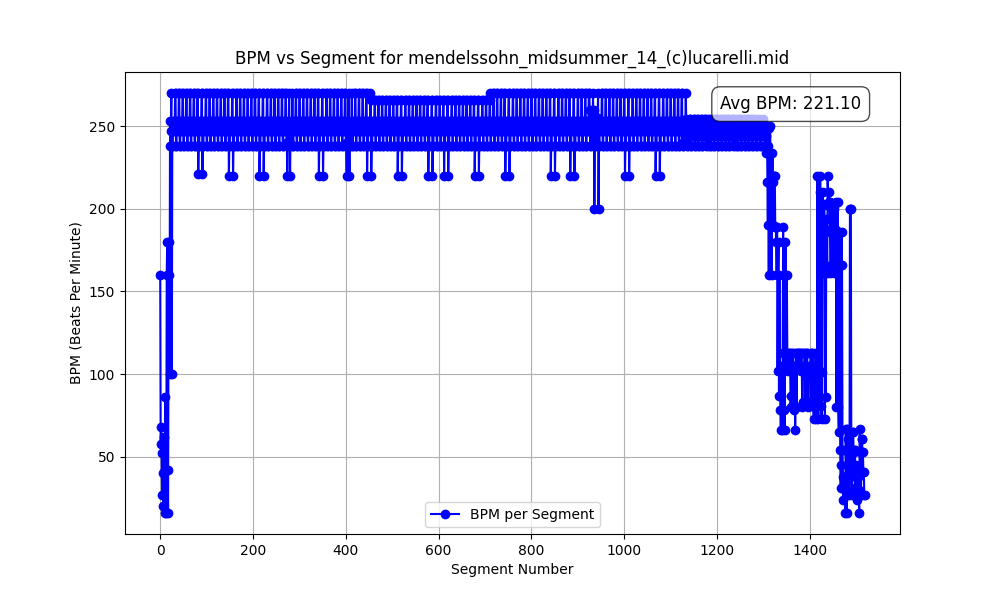 BPM vs Segment for mendelssohn_midsummer_14_(c)lucarelli.mid
Avg BPM: 221.10
BPM (Beats Per Minute)
250
200
150
100
50
BPM per Segment
0 200 400 600 800 1000 1200 1400
Segment Number